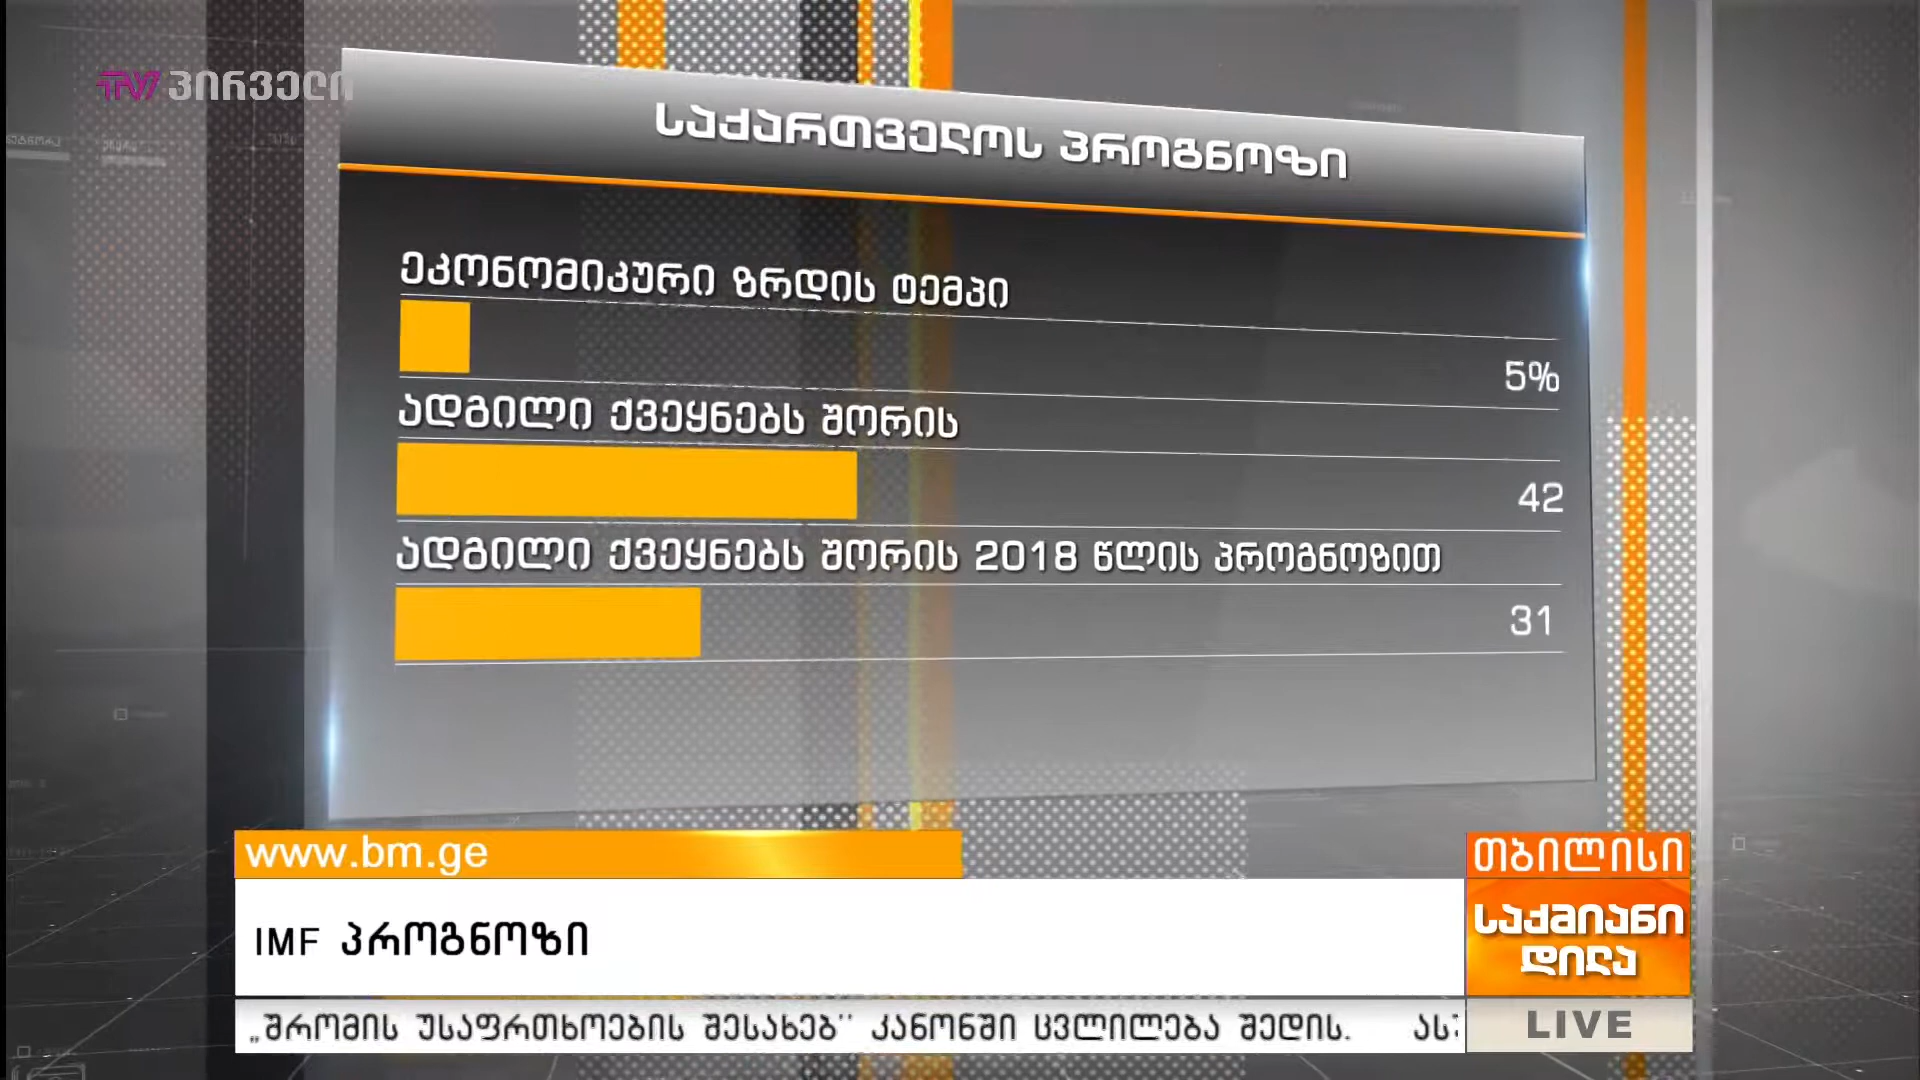 TV პირველი
საქართველოს პროგნოზი
ეკონომიკური ზრდის ტემპი
5%
ადგილი ქვეყნებს შორის
42
ადგილი ქვეყნებს შორის 2018 წლის პროგნოზით
31
www.bm.ge
თბილისი
IMF პროგნოზი
საქმიანი
დილა
„შრომის უსაფრთხოების შესახებ“ კანონში ცვლილება შედის.
LIVE